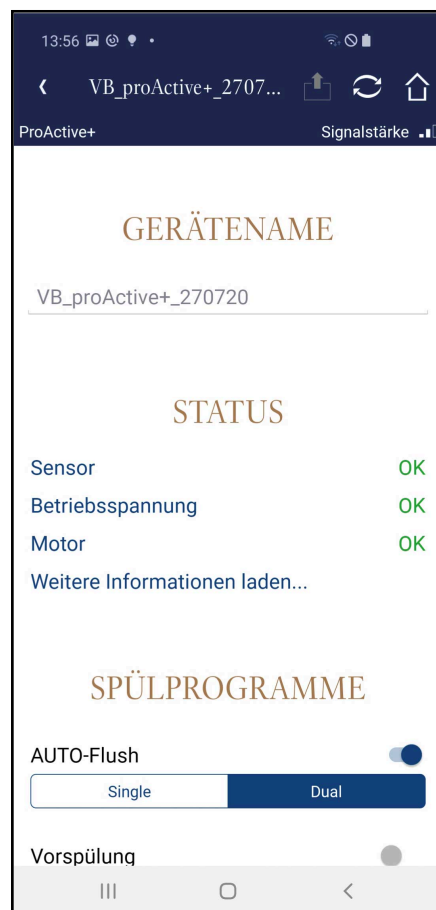 13:56
VB_proActive+_2707...
ProActive+ Signalstärke
GERÄTENAME
VB_proActive+_270720
STATUS
Sensor OK
Betriebsspannung OK
Motor OK
Weitere Informationen laden...
SPÜLPROGRAMME
AUTO-Flush
Single Dual
Vorspülung